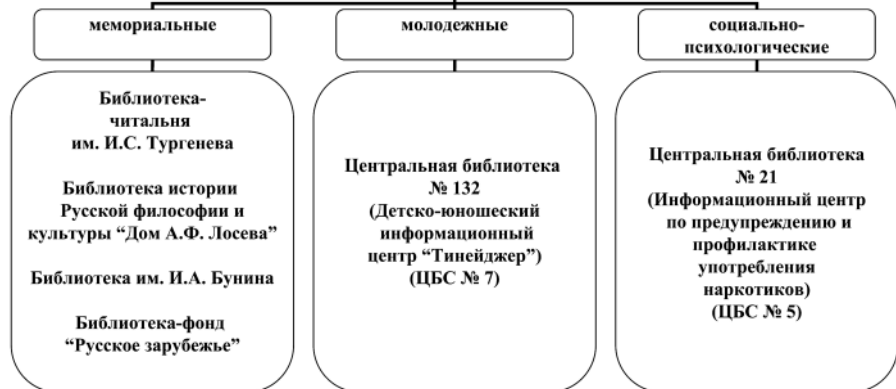 мемориальные
молодежные
социально-
психологические
Библиотека-
читальня
им. И.С. Тургенева
Библиотека истории
Русской философии и
культуры “Дом А.Ф. Лосева”
Библиотека им. И.А. Бунина
Библиотека-фонд
“Русское зарубежье”
Центральная библиотека
№ 132
(Детско-юношеский
информационный
центр “Тинейджер”)
(ЦБС № 7)
Центральная библиотека
№ 21
(Информационный центр
по предупреждению и
профилактике
употребления
наркотиков)
(ЦБС № 5)